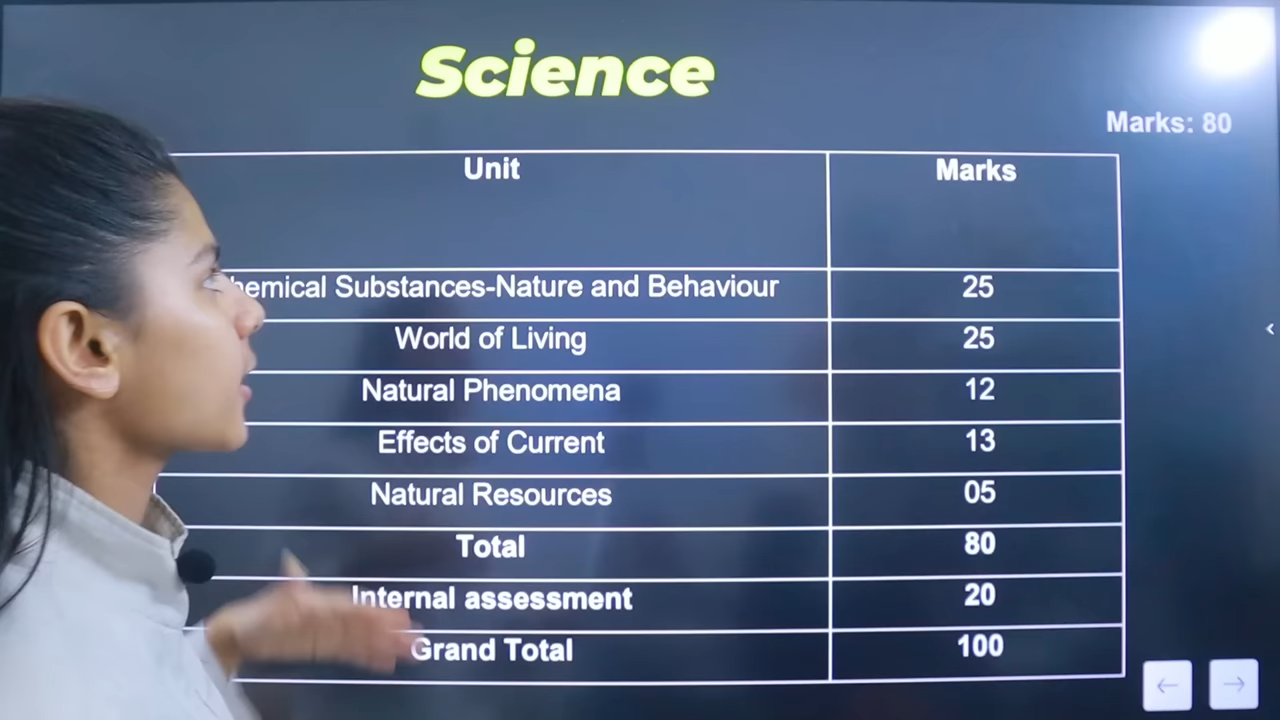 Science
Marks: 80
Unit Marks
hemical Substances-Nature and Behaviour 25
World of Living 25
Natural Phenomena 12
Effects of Current 13
Natural Resources 05
Total 80
Internal assessment 20
Grand Total 100